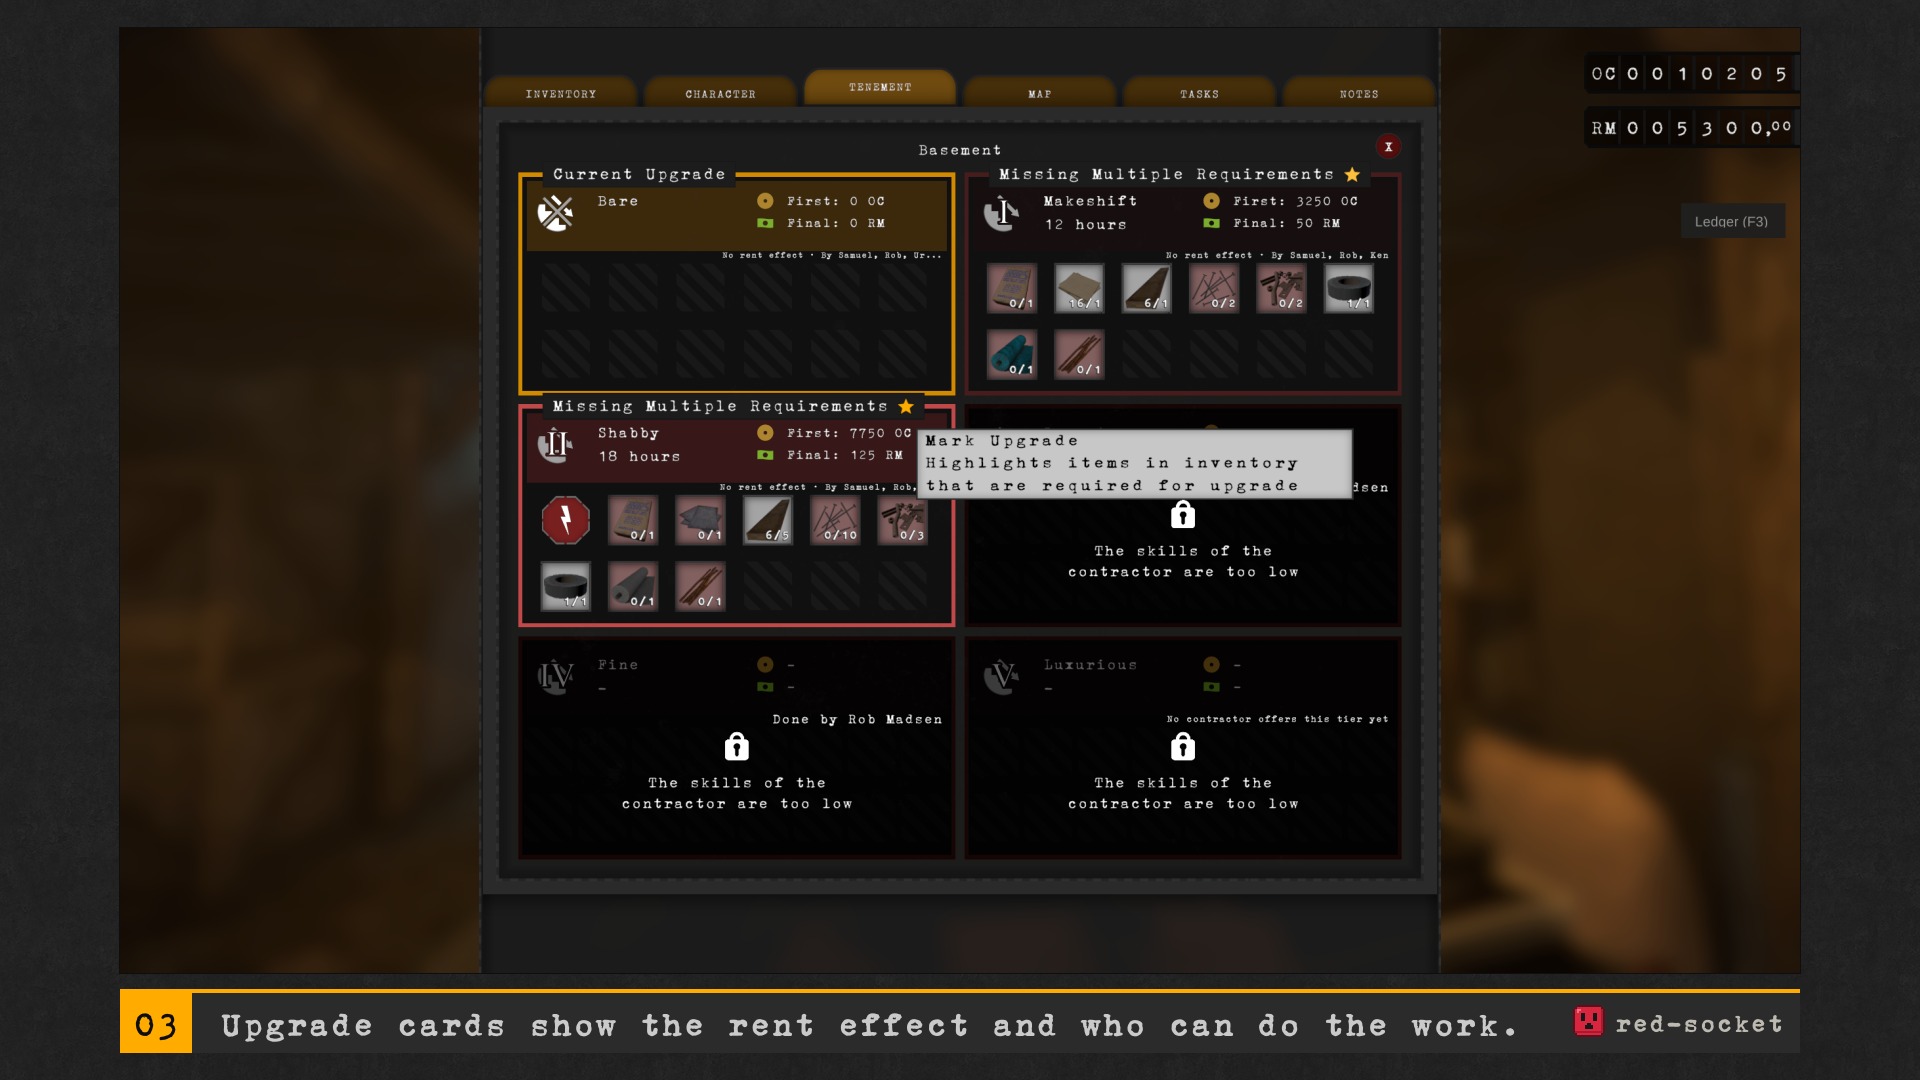 INVENTORY
CHARACTER
TENEMENT
MAP
TASKS
NOTES
OC 0 0 1 0 2 0 5
RM 0 0 5 3 0 0,00
Ledger (F3)
Basement
X
Current Upgrade
Bare
First: 0 OC
Final: 0 RM
No rent effect · By Samuel, Rob, Ur...
Missing Multiple Requirements
I
Makeshift
First: 3250 OC
12 hours
Final: 50 RM
No rent effect · By Samuel, Rob, Ken
0/1
16/1
6/1
0/2
0/2
1/1
0/1
0/1
Missing Multiple Requirements
II
Shabby
First: 7750 OC
18 hours
Final: 125 RM
No rent effect · By Samuel, Rob,
0/1
0/1
6/5
0/10
0/3
1/1
0/1
0/1
Mark Upgrade
Highlights items in inventory
that are required for upgrade
dsen
The skills of the
contractor are too low
IV
Fine
-
-
-
Done by Rob Madsen
The skills of the
contractor are too low
V
Luxurious
-
-
-
No contractor offers this tier yet
The skills of the
contractor are too low
03
Upgrade cards show the rent effect and who can do the work.
red-socket